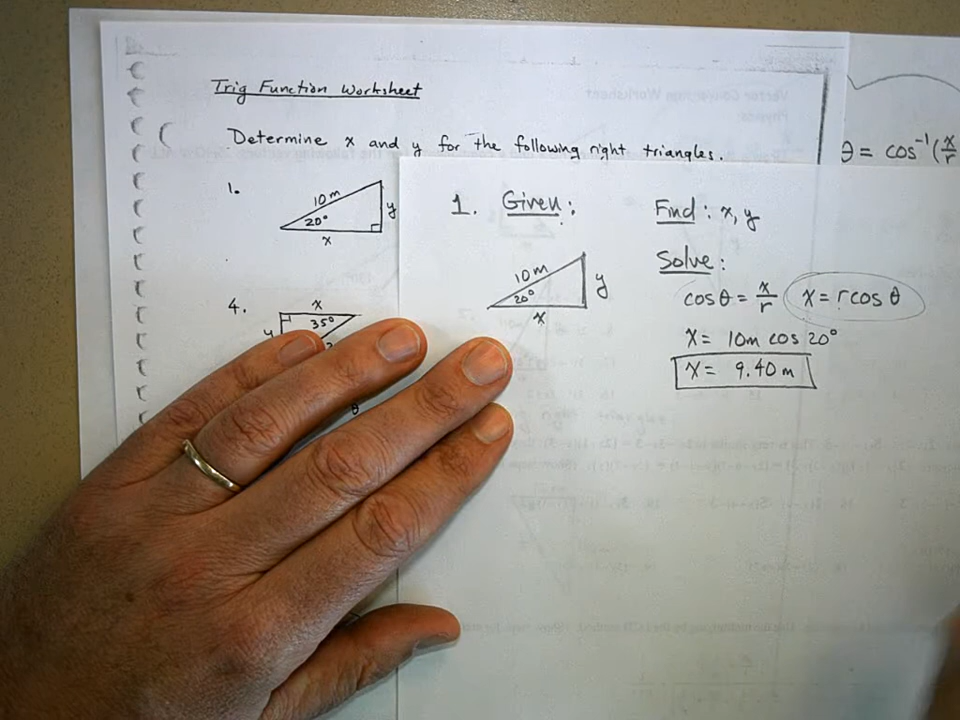 Trig Function Worksheet
Determine x and y for the following right triangles.
θ = cos⁻¹(x/r
1.
10m
20°
y
x
4.
x
35°
y
θ
1. Given:
10m
20°
y
x
Find: x, y
Solve:
cosθ = x/r x = r cos θ
x = 10m cos 20°
x = 9.40 m